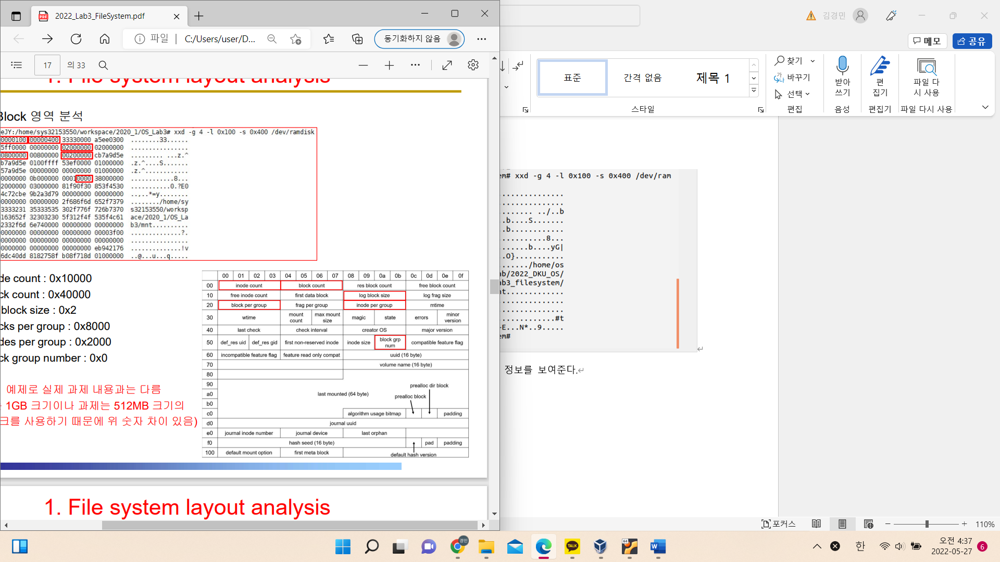 2022_Lab3_FileSystem.pdf
파일
C:/Users/user/D...
동기화하지 않음
17
의 33
1. File system layout analysis
Block 영역 분석
eJY:/home/sys32153550/workspace/2020_1/OS_Lab3# xxd -g 4 -l 0x100 -s 0x400 /dev/ramdisk
0000100 00000400 33330000 a5ee0300 ........33......
5ff0000 00000000 02000000 02000000 ................
0800000 00800000 00200000 cb7a9d5e ......... ...z.^
b7a9d5e 0100ffff 53ef0000 01000000 .z.^....S.......
57a9d5e 00000000 00000000 01000000 .z.^............
0000000 0b000000 00010000 38000000 ............8...
2000000 03000000 81f90f30 853f4530 ...........0.?E0
4c72cbe 9b2a3d79 00000000 00000000 ..,..*=y........
0000000 00000000 2f686f6d 652f7379 ......../home/sy
3333231 35333535 302f776f 726b7370 s32153550/worksp
163652f 32303230 5f312f4f 535f4c61 ace/2020_1/OS_La
2332f6d 6e740000 00000000 00000000 b3/mnt..........
0000000 00000000 00000000 00003f00 ..............?.
0000000 00000000 00000000 00000000 ................
0000000 00000000 00000000 eb942176 ..............!v
6dc40dd 8182758f b08f718d 01000000 ..@...u...q.....
de count : 0x10000
ck count : 0x40000
block size : 0x2
cks per group : 0x8000
des per group : 0x2000
ck group number : 0x0
예제로 실제 과제 내용과는 다름
1GB 크기이나 과제는 512MB 크기의
크를 사용하기 때문에 위 숫자 차이 있음)
00 01 02 03 04 05 06 07 08 09 0a 0b 0c 0d 0e 0f
00 inode count block count res block count free block count
10 free inode count first data block log block size log frag size
20 block per group frag per group inode per group mtime
30 wtime mount count max mount size magic state errors minor version
40 last check check interval creator OS major version
50 def_res uid def_res gid first non-reserved inode inode size block grp num compatible feature flag
60 incompatible feature flag feature read only compat uuid (16 byte)
70 volume name (16 byte)
80
90 prealloc dir block
a0 last mounted (64 byte) prealloc block
b0
c0 algorithm usage bitmap padding
d0 journal uuid
e0 journal inode number journal device last orphan
f0 hash seed (16 byte) pad padding
100 default mount option first meta block default hash version
1. File system layout analysis
김경민
메모
공유
표준
간격 없음
제목 1
스타일
찾기
바꾸기
선택
편집
받아
쓰기
음성
편
집기
편집기
파일 다
시 사용
파일 다시 사용
em# xxd -g 4 -l 0x100 -s 0x400 /dev/ram
...............
...............
........ ../..b
.b....S.......
.b............
...........8...
.......b....yG|
.O}...........
......./home/os
ab/2022_DKU_OS/
ab3_filesystem/
nt.............
...............
...............
.............#t
E...N*..9.....
em#
정보를 보여준다.
포커스
110%
한
오전 4:37
2022-05-27
6
경민
TALK
64